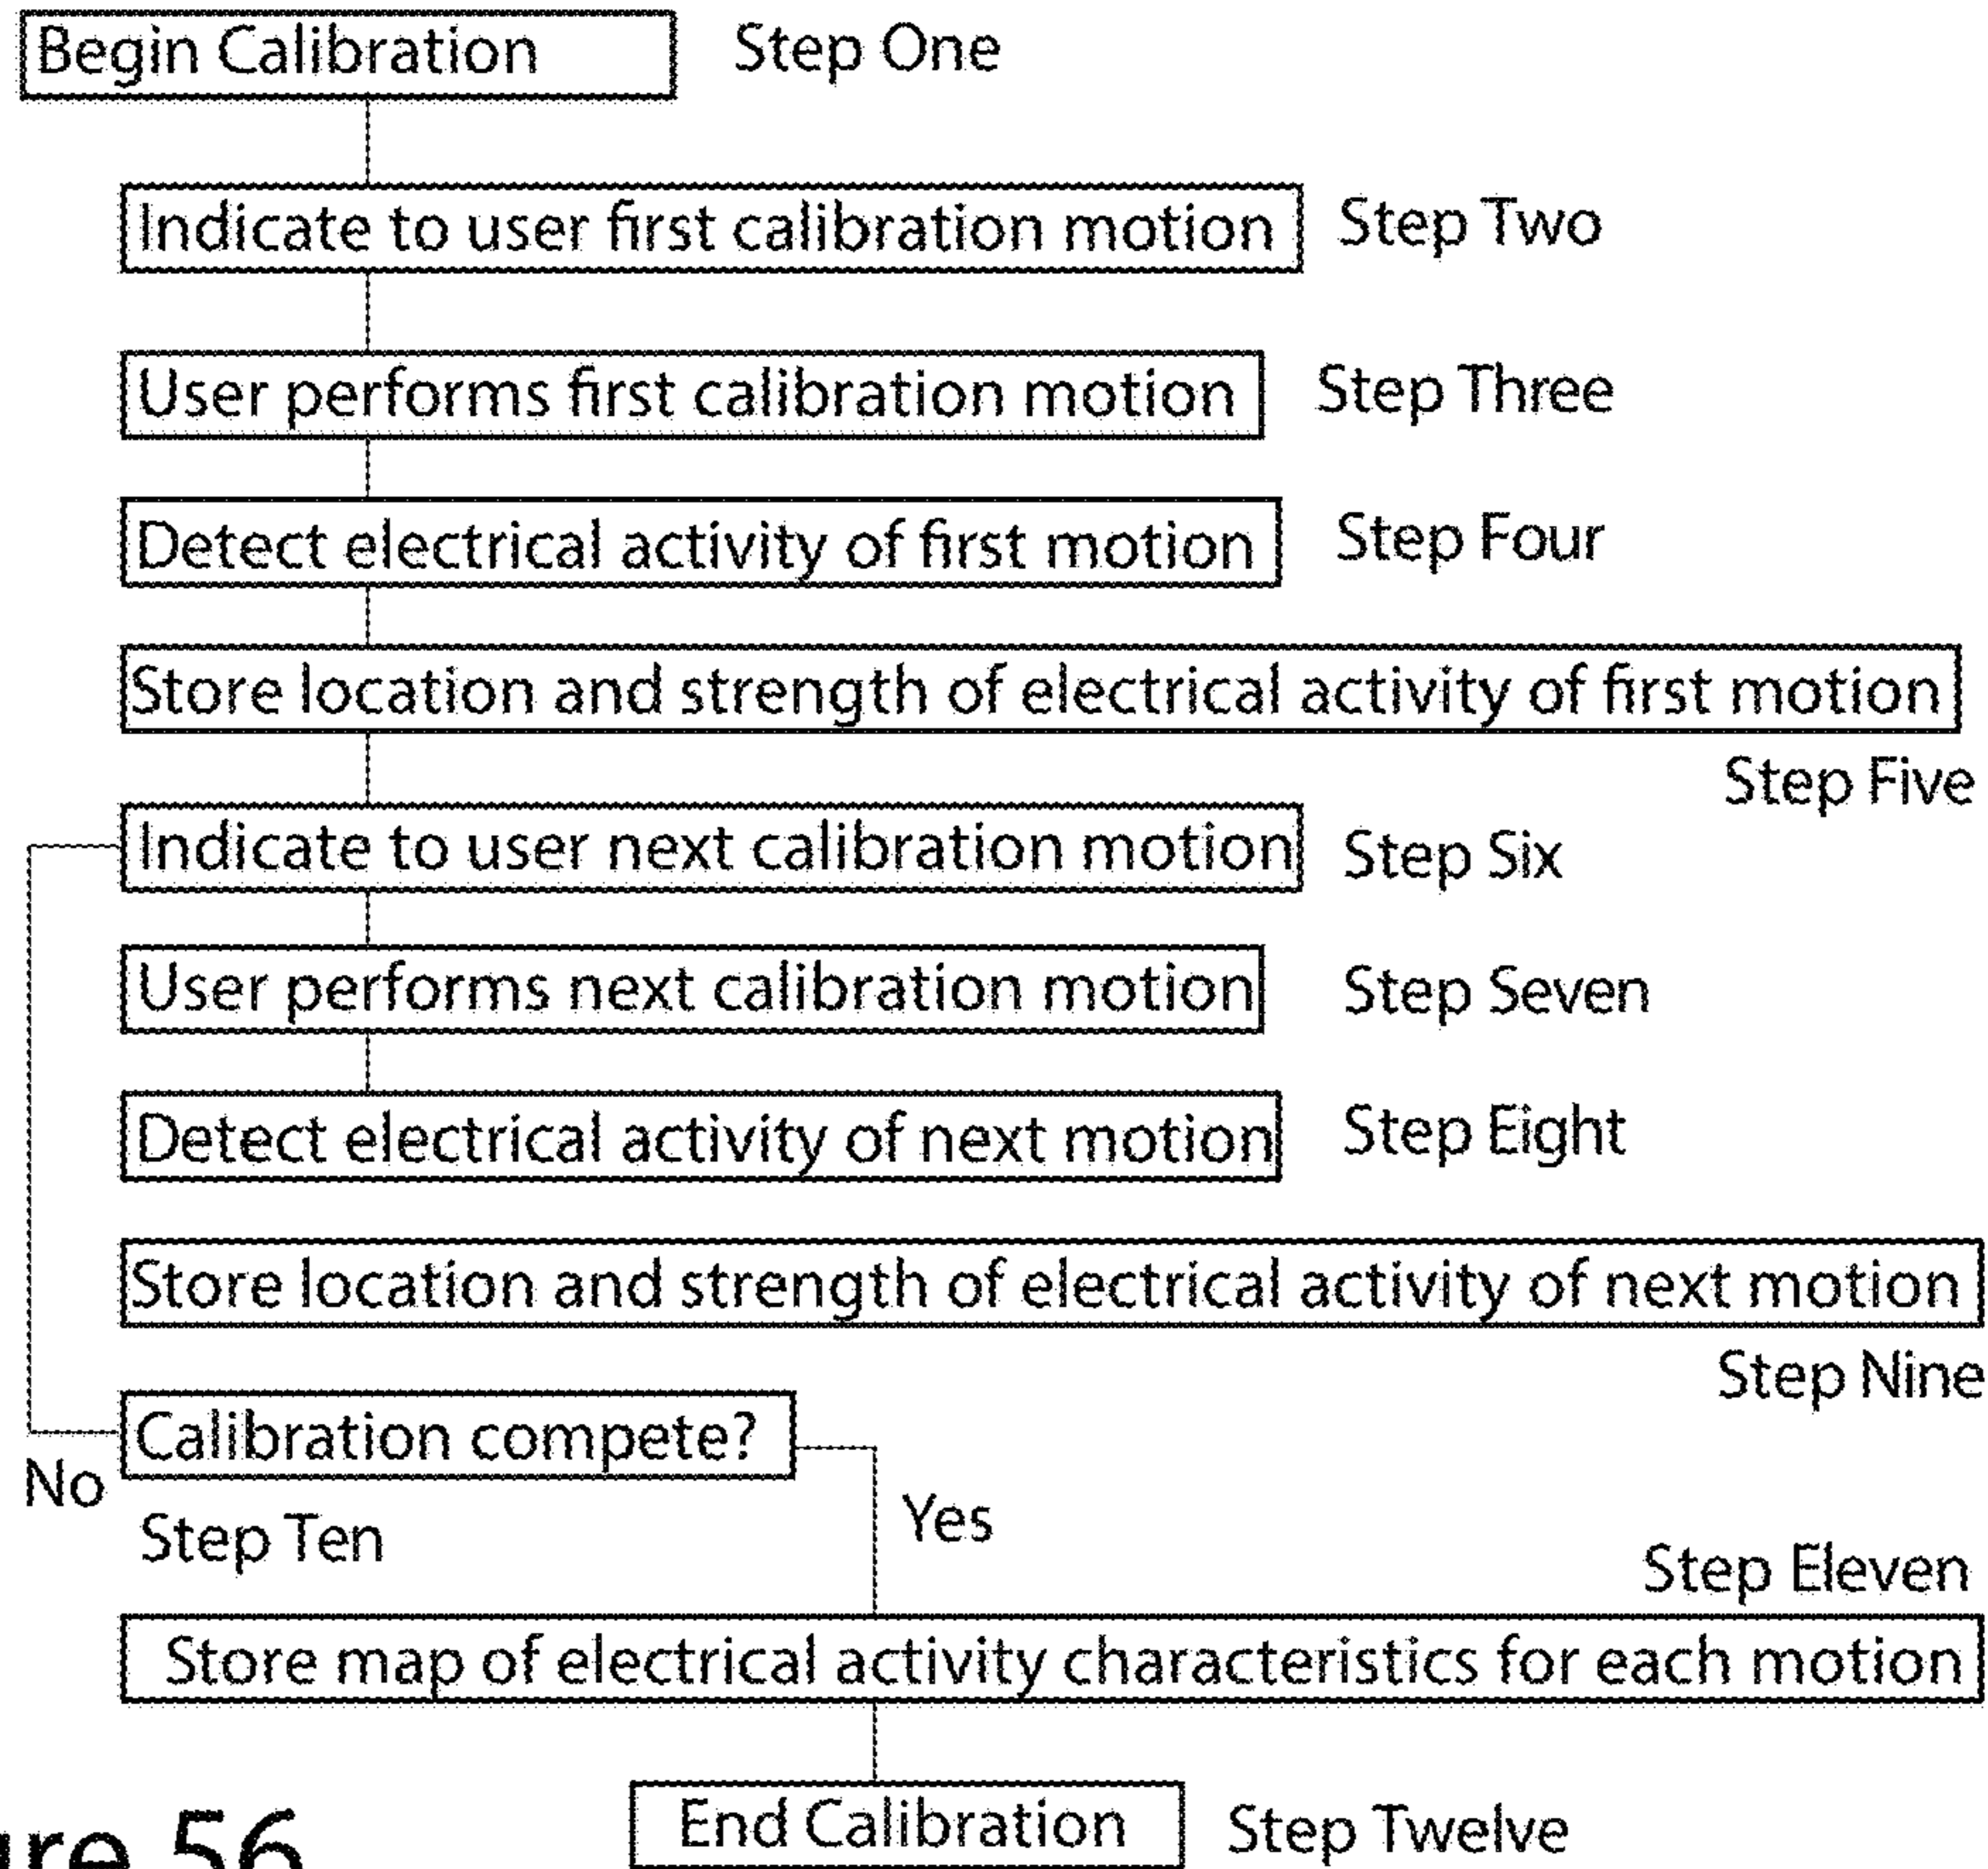 Begin Calibration
Step One
Indicate to user first calibration motion
Step Two
User performs first calibration motion
Step Three
Detect electrical activity of first motion
Step Four
Store location and strength of electrical activity of first motion
Step Five
Indicate to user next calibration motion
Step Six
User performs next calibration motion
Step Seven
Detect electrical activity of next motion
Step Eight
Store location and strength of electrical activity of next motion
Step Nine
Calibration compete?
No
Step Ten
Yes
Step Eleven
Store map of electrical activity characteristics for each motion
End Calibration
Step Twelve
56